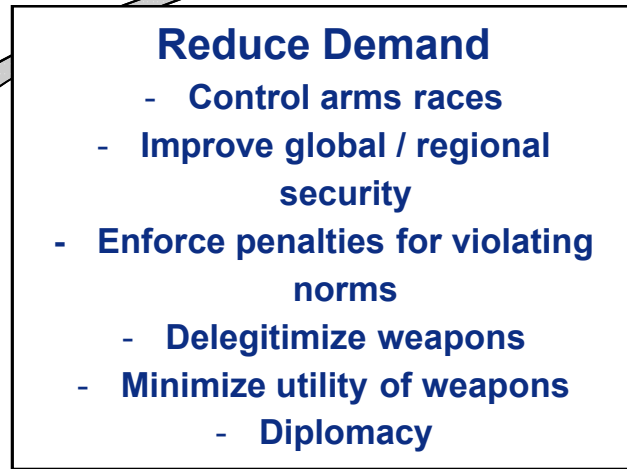 Reduce Demand
- Control arms races
- Improve global / regional
security
- Enforce penalties for violating
norms
- Delegitimize weapons
- Minimize utility of weapons
- Diplomacy